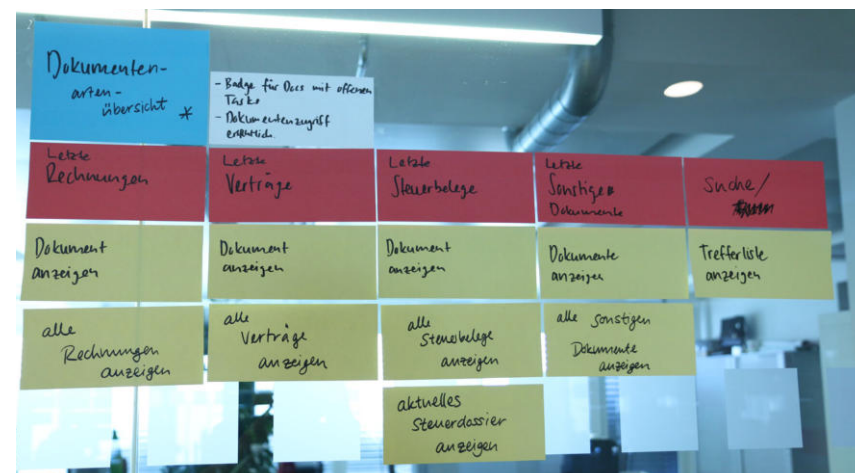 Dokumenten-
arten-
übersicht *
- Badge für Docs mit offenen
Tasks
- Dokumentenzugriff
Letzte
Rechnungen
Letzte
Verträge
Letzte
Steuerbelege
Letzte
Sonstige
Dokumente
Suche/
Dokument
anzeigen
Dokument
anzeigen
Dokument
anzeigen
Dokumente
anzeigen
Trefferliste
anzeigen
alle
Rechnungen
anzeigen
alle
Verträge
anzeigen
alle
Steuerbelege
anzeigen
alle sonstigen
Dokumente
anzeigen
aktuelles
Steuerdossier
anzeigen